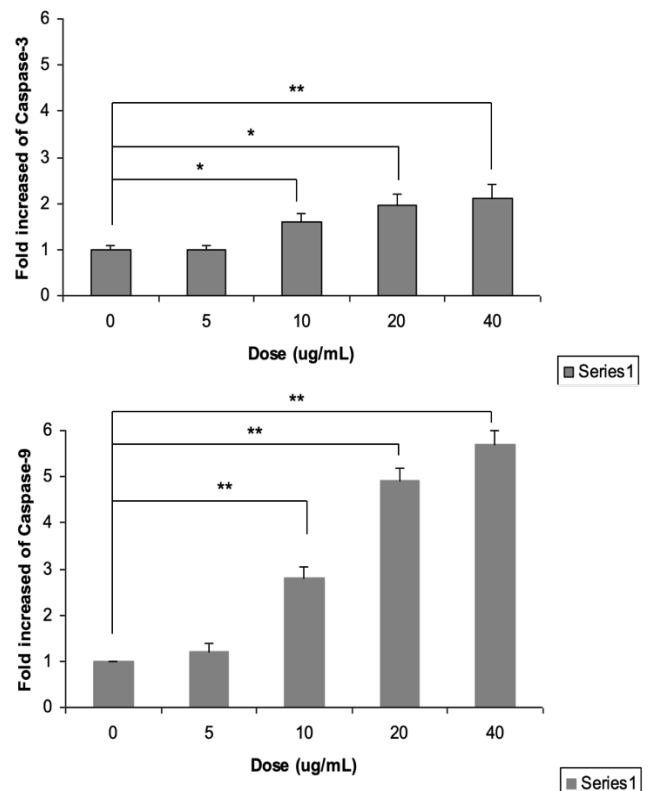 6
5
4
3
2
1
0
Fold increased of Caspase-3
**
*
*
0 5 10 20 40
Dose (ug/mL)
Series1
6
5
4
3
2
1
0
Fold increased of Caspase-9
**
**
**
0 5 10 20 40
Dose (ug/mL)
Series1